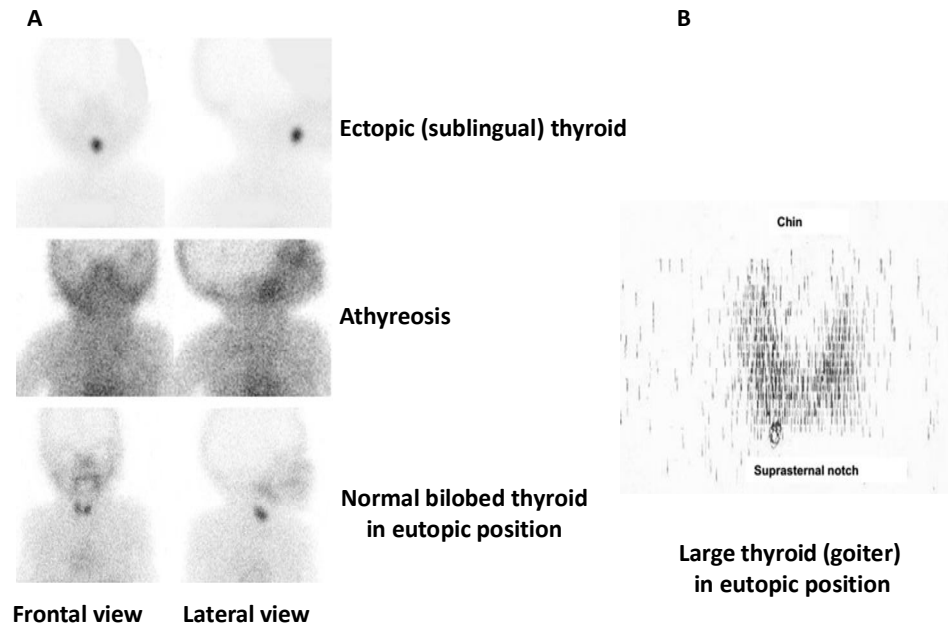 A
B
Ectopic (sublingual) thyroid
Athyreosis
Normal bilobed thyroid
in eutopic position
Frontal view
Lateral view
Chin
Suprasternal notch
Large thyroid (goiter)
in eutopic position